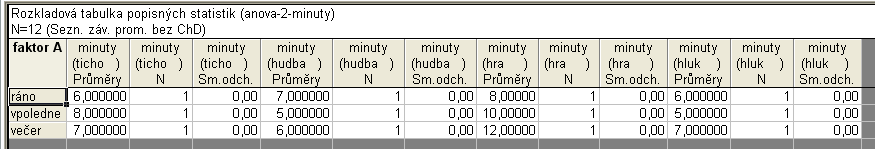 Rozkladová tabulka popisných statistik (anova-2-minuty)
N=12 (Sezn. záv. prom. bez ChD)
faktor A minuty minuty minuty minuty minuty minuty minuty minuty minuty minuty minuty minuty
(ticho ) (ticho ) (ticho ) (hudba ) (hudba ) (hudba ) (hra ) (hra ) (hra ) (hluk ) (hluk ) (hluk )
Průměry N Sm.odch. Průměry N Sm.odch. Průměry N Sm.odch. Průměry N Sm.odch.
ráno 6,000000 1 0,00 7,000000 1 0,00 8,00000 1 0,00 6,000000 1 0,00
vpoledne 8,000000 1 0,00 5,000000 1 0,00 10,00000 1 0,00 5,000000 1 0,00
večer 7,000000 1 0,00 6,000000 1 0,00 12,00000 1 0,00 7,000000 1 0,00